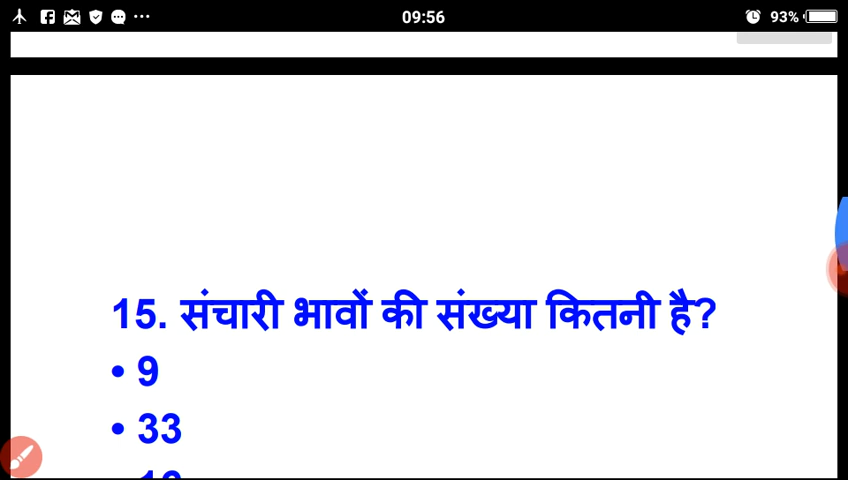 09:56
93%
15. संचारी भावों की संख्या कितनी है?
• 9
• 33